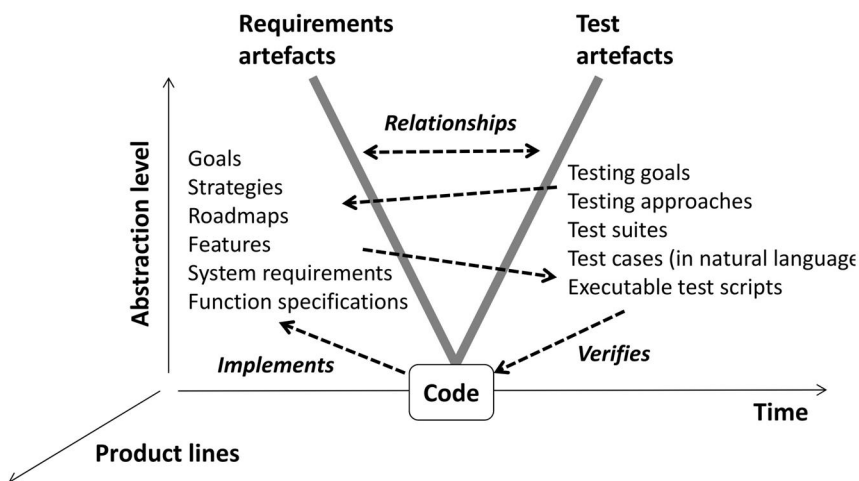 Requirements
artefacts
Test
artefacts
Relationships
Abstraction level
Goals
Strategies
Roadmaps
Features
System requirements
Function specifications
Testing goals
Testing approaches
Test suites
Test cases (in natural language
Executable test scripts
Implements
Verifies
Code
Time
Product lines